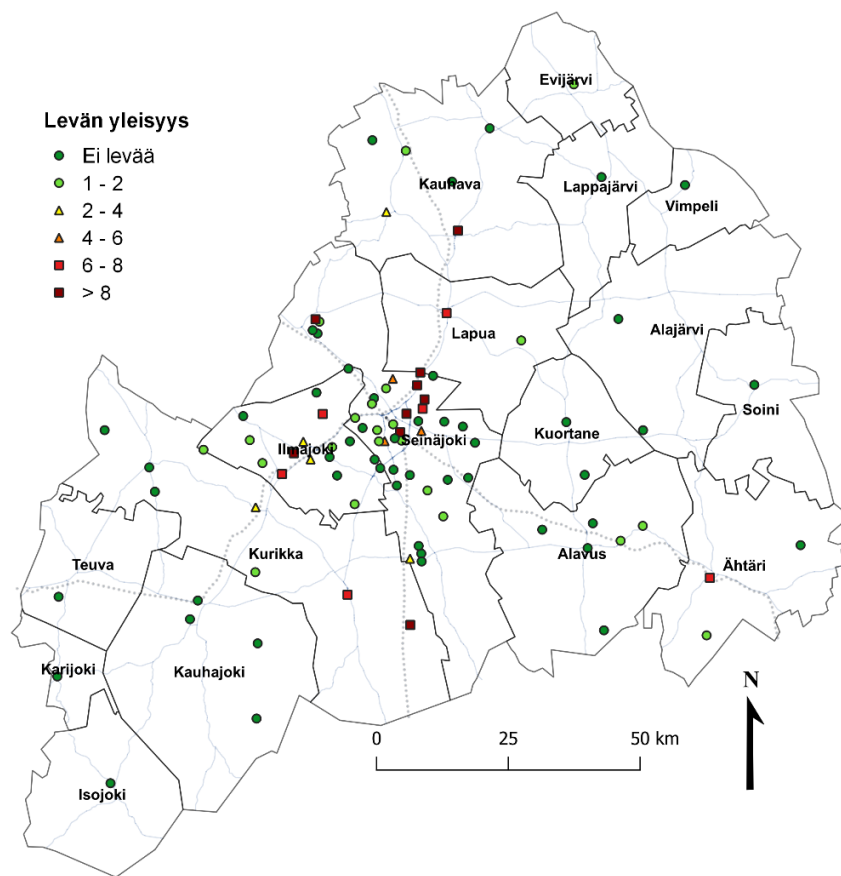 Evijärvi
Levän yleisyys
Ei levää
1 - 2
2 - 4
4 - 6
6 - 8
> 8
Kauhava
Lappajärvi
Vimpeli
Lapua
Alajärvi
Soini
Kuortane
Seinäjoki
Ilmajoki
Kurikka
Alavus
Ähtäri
Teuva
Karijoki
Kauhajoki
Isojoki
N
0 25 50 km